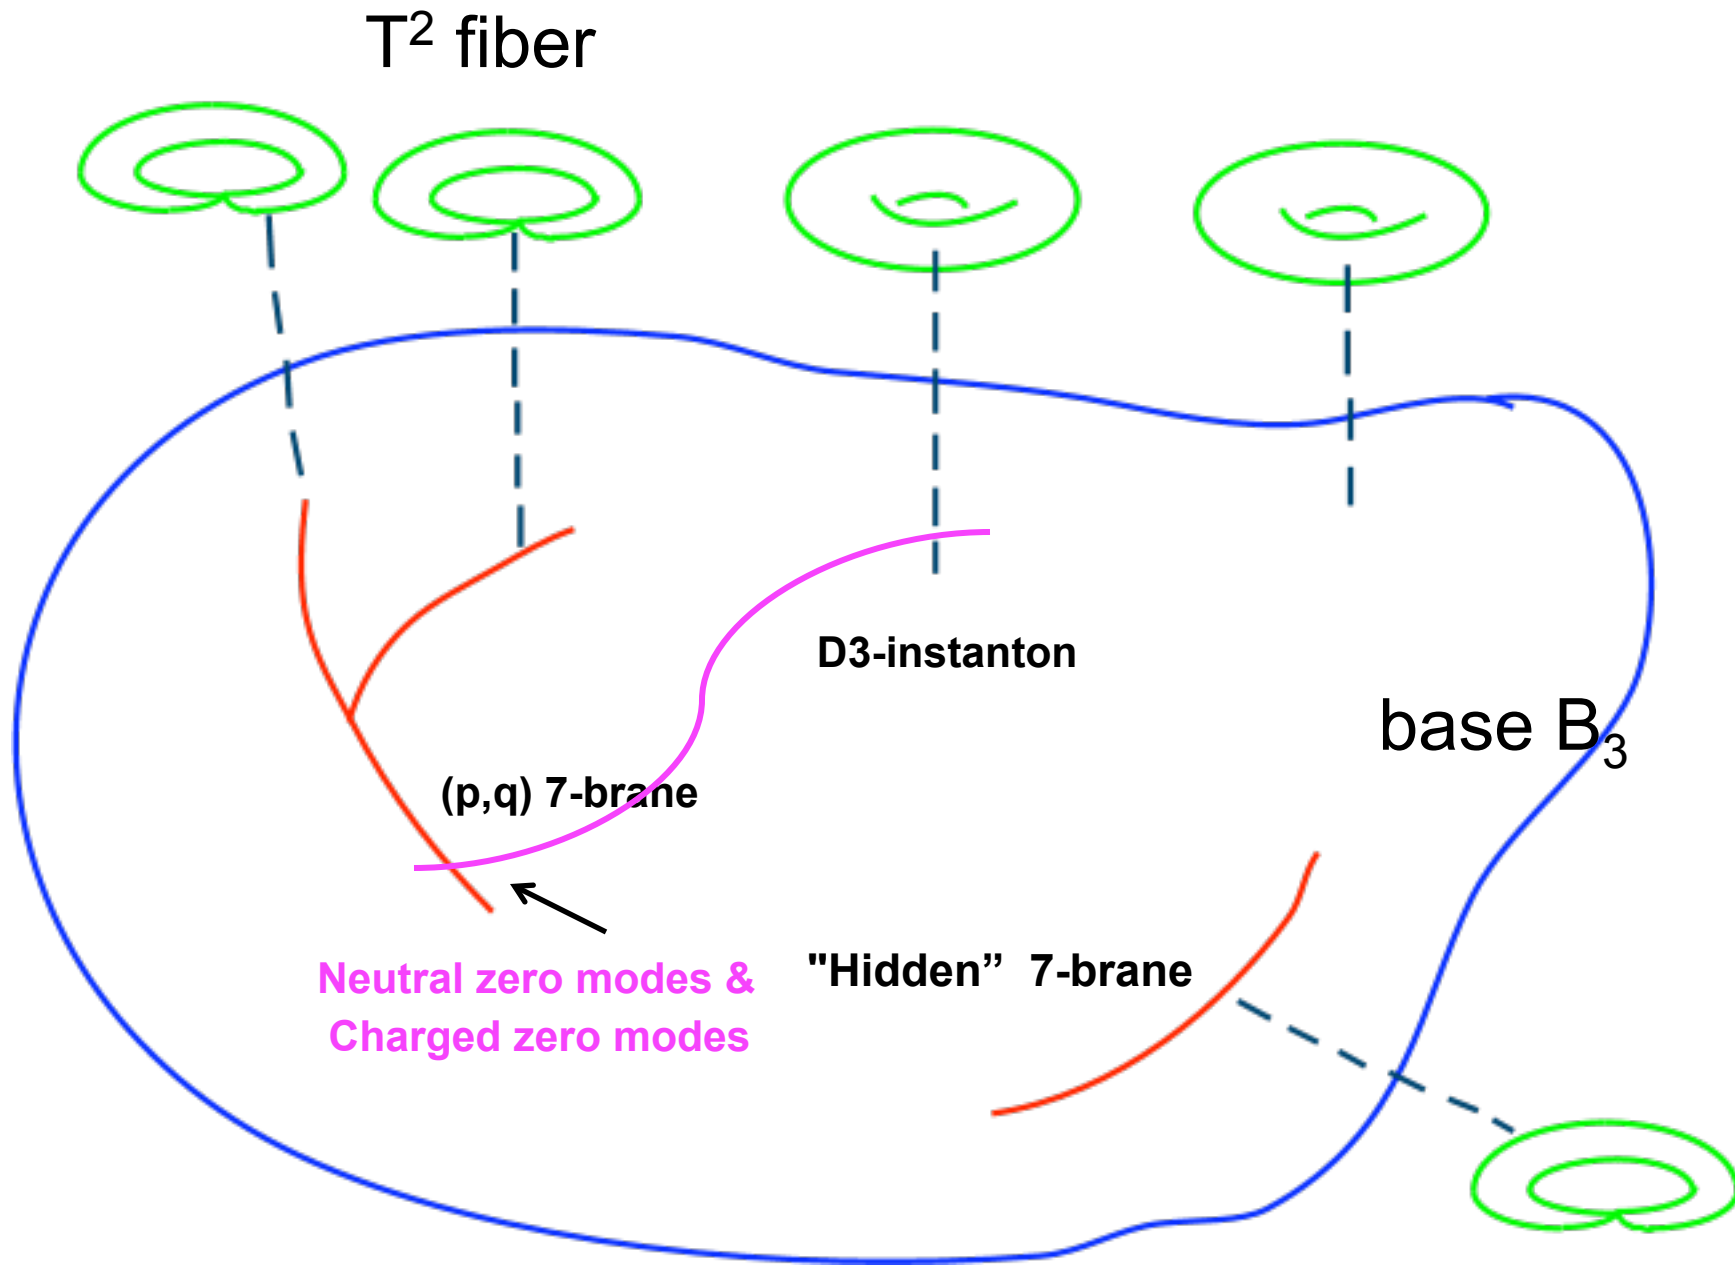 T² fiber
D3-instanton
base B₃
(p,q) 7-brane
"Hidden” 7-brane
Neutral zero modes &
Charged zero modes